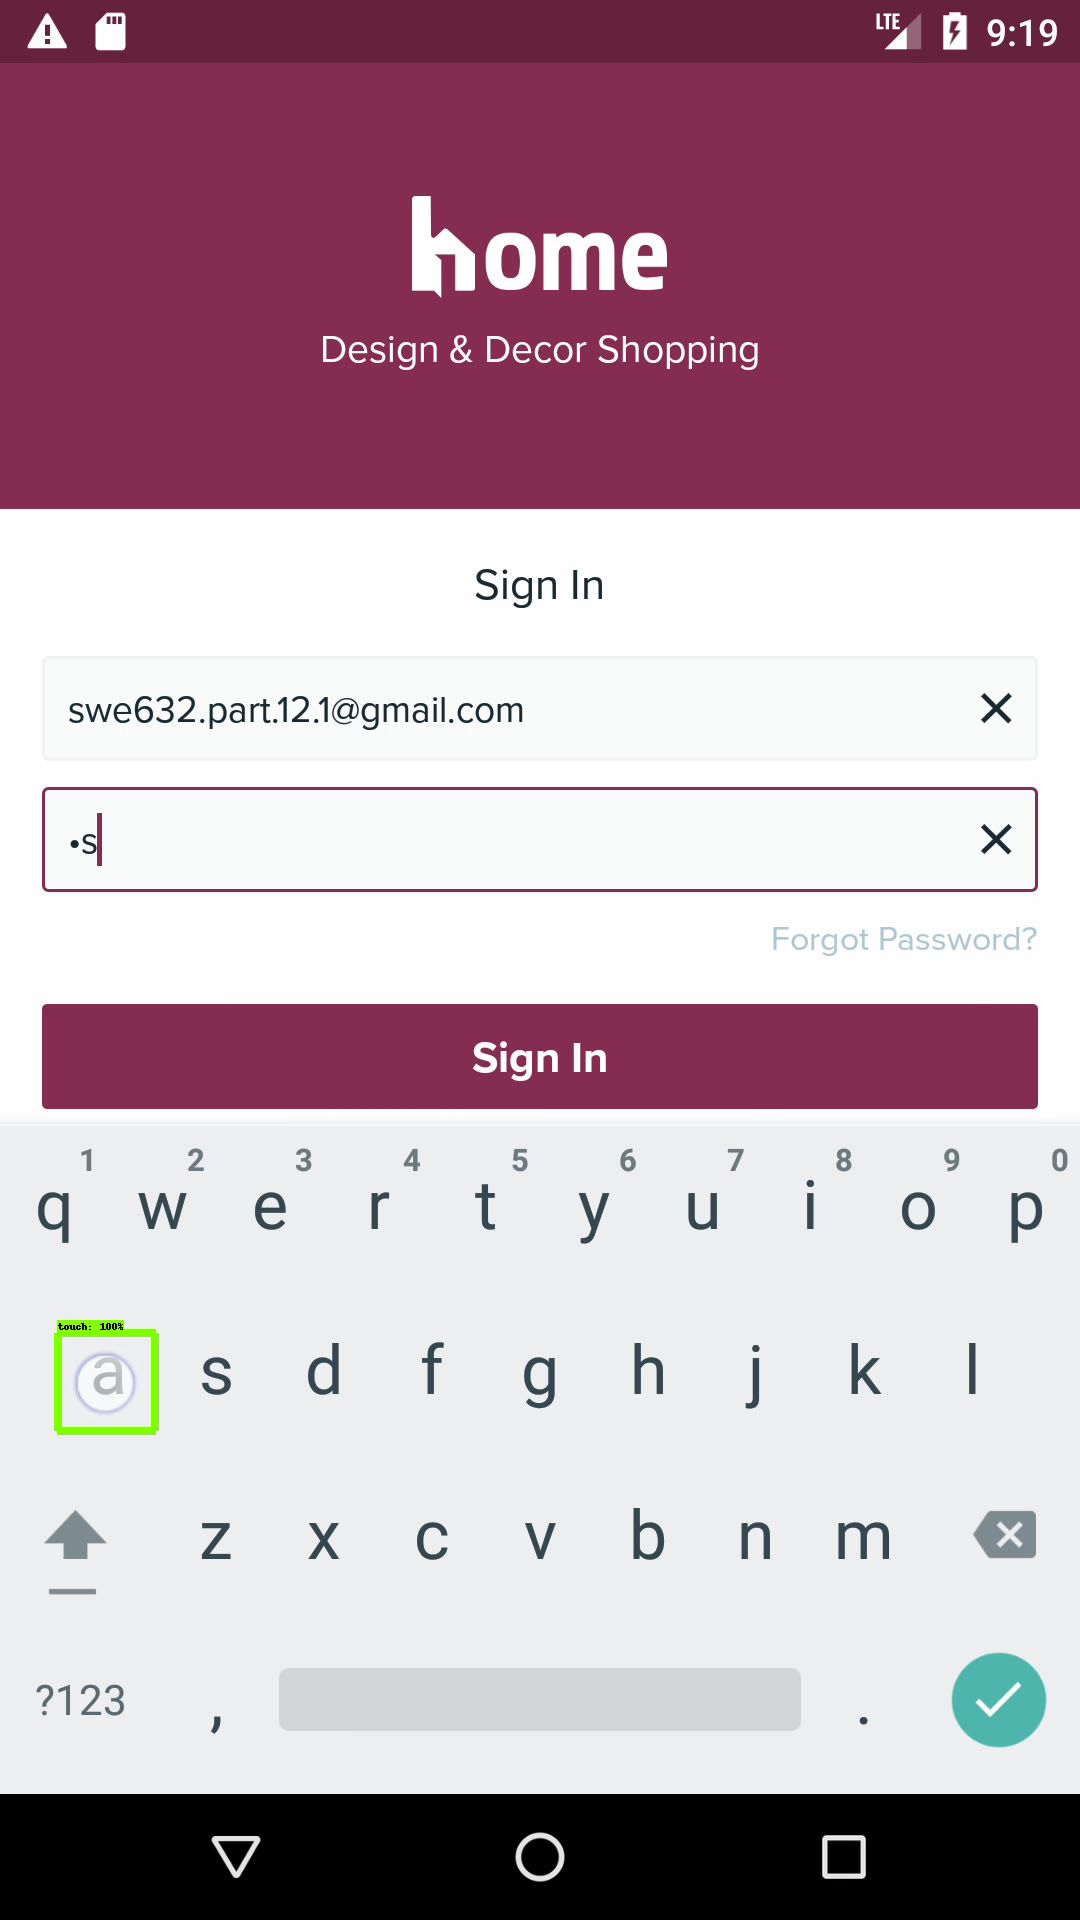 LTE 9:19
home
Design & Decor Shopping
Sign In
swe632.part.12.1@gmail.com
•s
Forgot Password?
Sign In
1 2 3 4 5 6 7 8 9 0
q w e r t y u i o p
touch: 100%
a s d f g h j k l
z x c v b n m
?123 , .